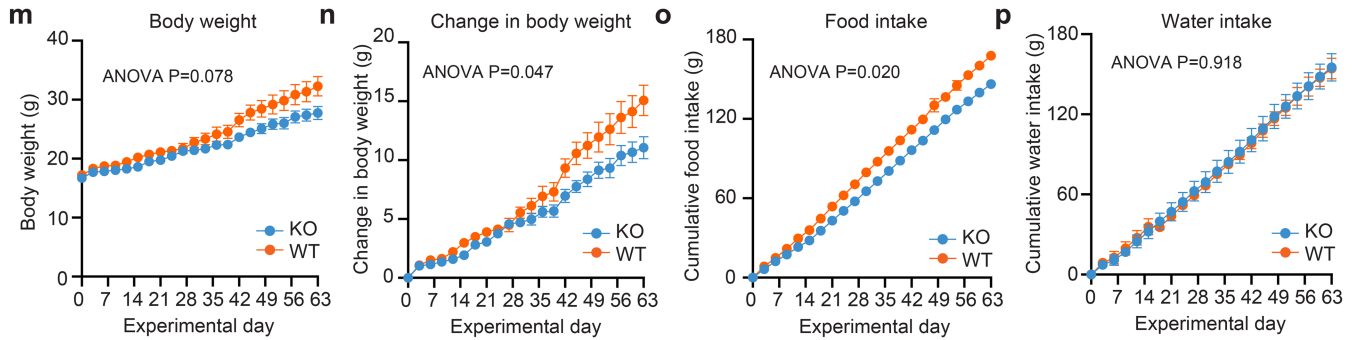 m
Body weight
Body weight (g)
40
30
20
10
0
ANOVA P=0.078
KO
WT
0 7 14 21 28 35 42 49 56 63
Experimental day
n
Change in body weight
Change in body weight (g)
20
15
10
5
0
ANOVA P=0.047
KO
WT
0 7 14 21 28 35 42 49 56 63
Experimental day
o
Food intake
Cumulative food intake (g)
180
120
60
0
ANOVA P=0.020
KO
WT
0 7 14 21 28 35 42 49 56 63
Experimental day
p
Water intake
Cumulative water intake (g)
180
120
60
0
ANOVA P=0.918
KO
WT
0 7 14 21 28 35 42 49 56 63
Experimental day